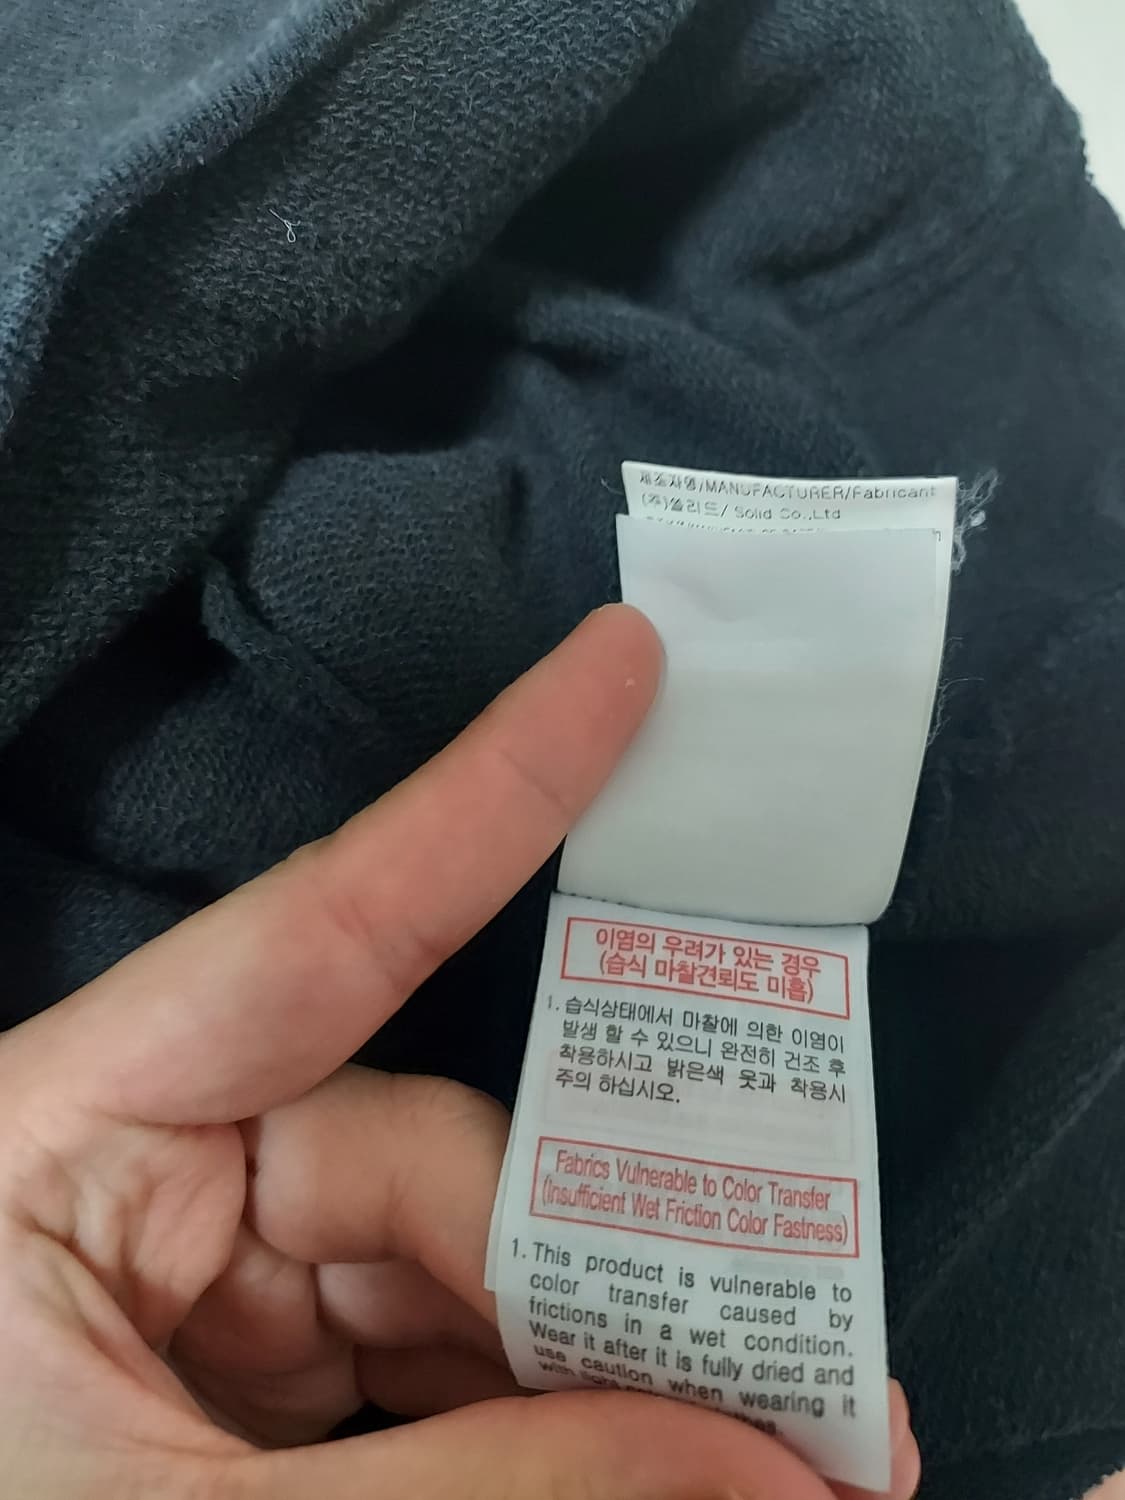 제조자명/MANUFACTURER/Fabricant
(주)쏠리드/ Solid Co.,Ltd
이염의 우려가 있는 경우
(습식 마찰견뢰도 미흡)
1. 습식상태에서 마찰에 의한 이염이
발생 할 수 있으니 완전히 건조 후
착용하시고 밝은색 옷과 착용시
주의 하십시오.
Fabrics Vulnerable to Color Transfer
(Insufficient Wet Friction Color Fastness)
1. This product is vulnerable to
color transfer caused by
frictions in a wet condition.
Wear it after it is fully dried and
use caution when wearing it
with light